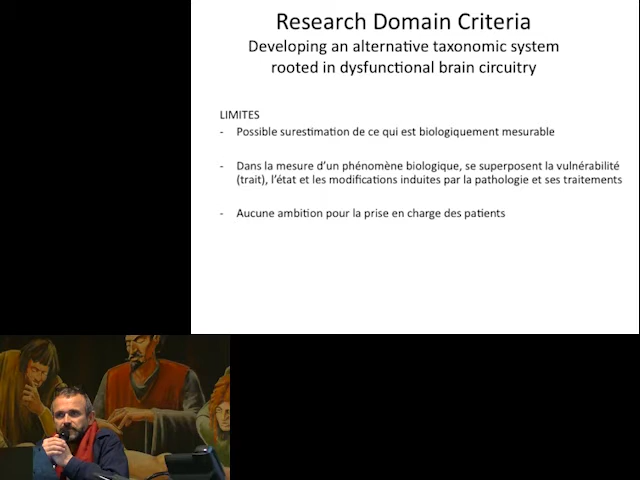 Research Domain Criteria
Developing an alternative taxonomic system
rooted in dysfunctional brain circuitry
LIMITES
- Possible surestimation de ce qui est biologiquement mesurable
- Dans la mesure d'un phénomène biologique, se superposent la vulnérabilité
(trait), l'état et les modifications induites par la pathologie et ses traitements
- Aucune ambition pour la prise en charge des patients